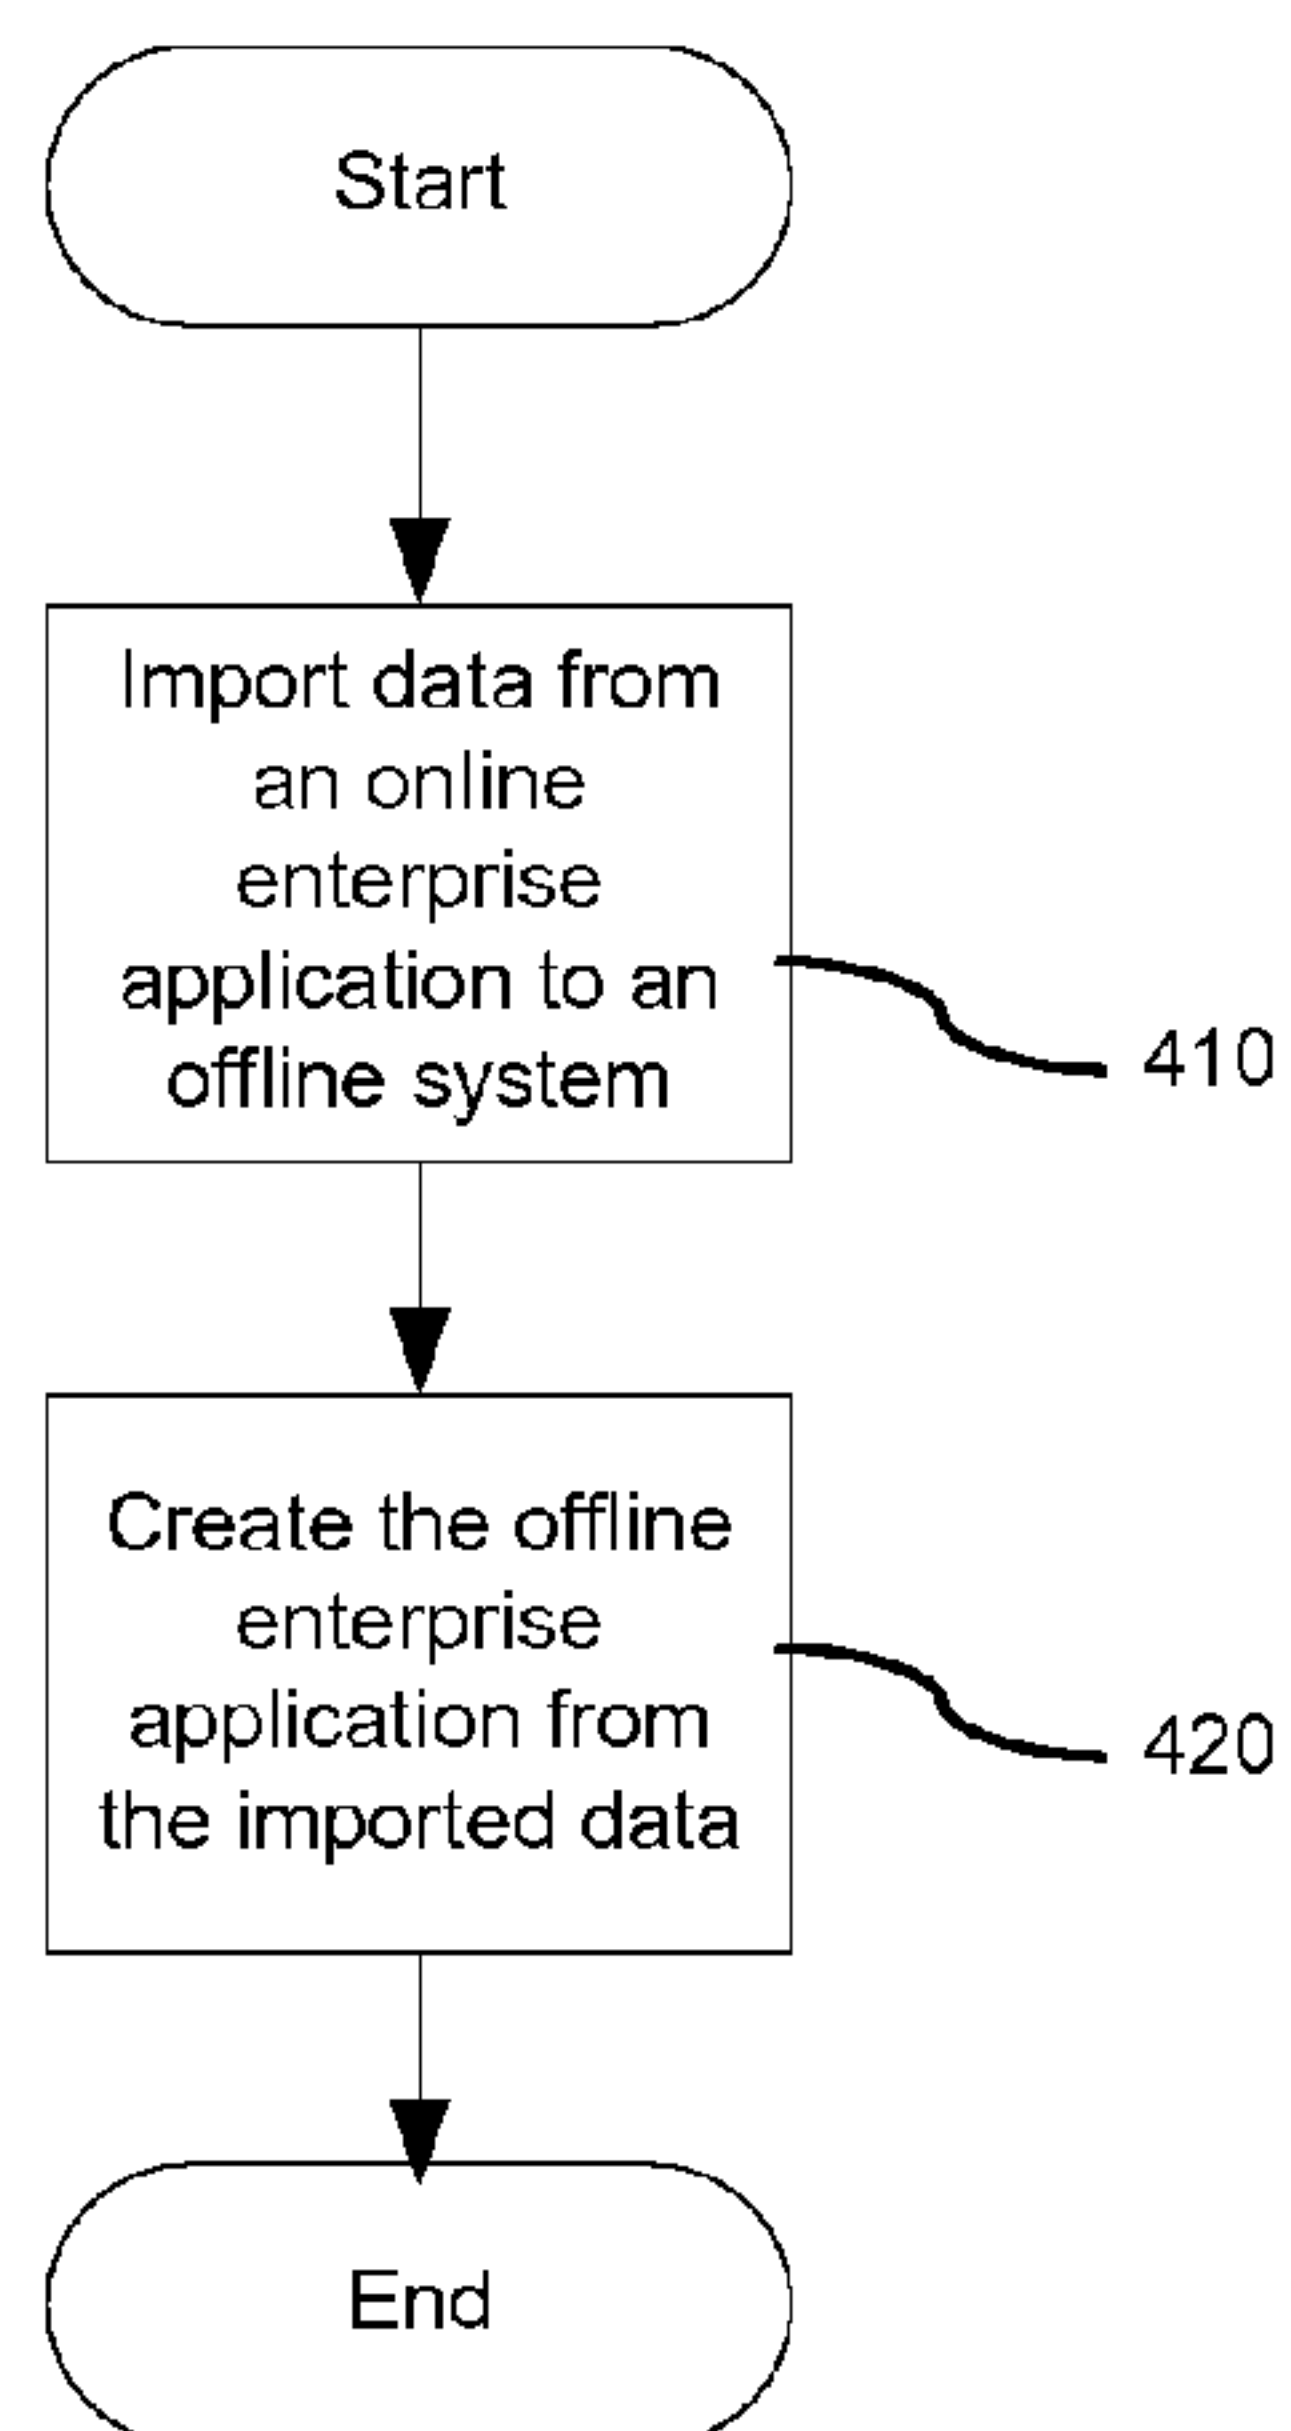 Start
Import data from
an online
enterprise
application to an
offline system
410
Create the offline
enterprise
application from
the imported data
420
End